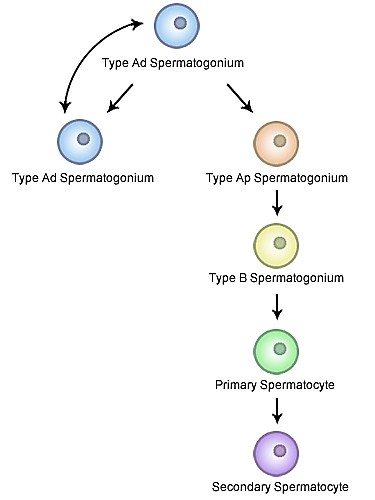 Type Ad Spermatogonium
Type Ad Spermatogonium
Type Ap Spermatogonium
Type B Spermatogonium
Primary Spermatocyte
Secondary Spermatocyte